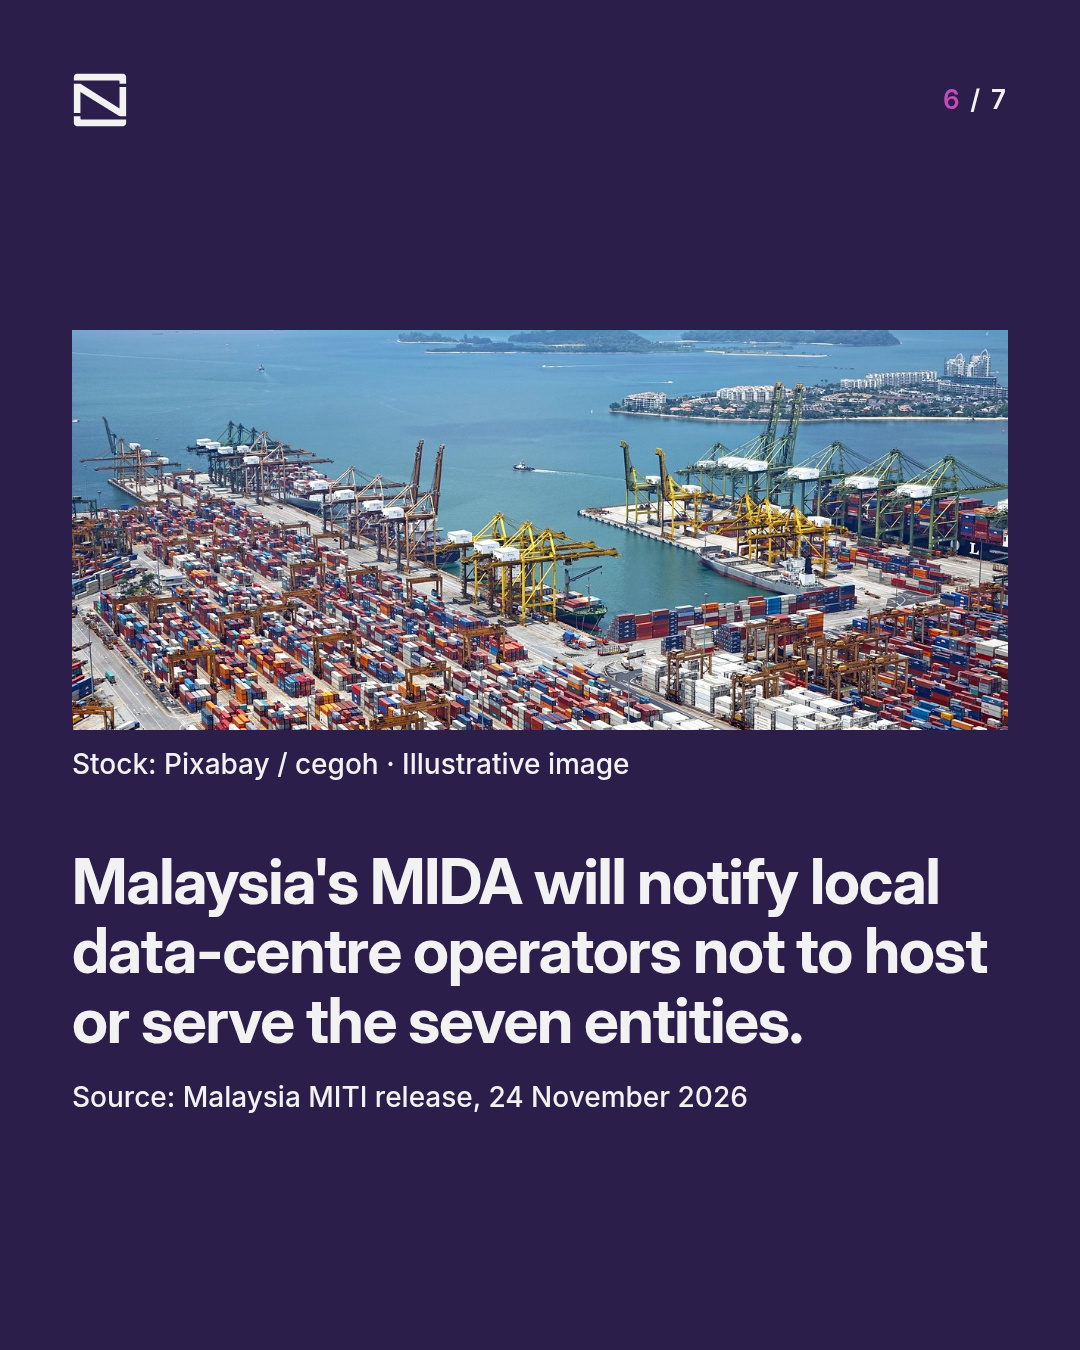 6 / 7
Stock: Pixabay / cegoh · Illustrative image
Malaysia's MIDA will notify local
data-centre operators not to host
or serve the seven entities.
Source: Malaysia MITI release, 24 November 2026